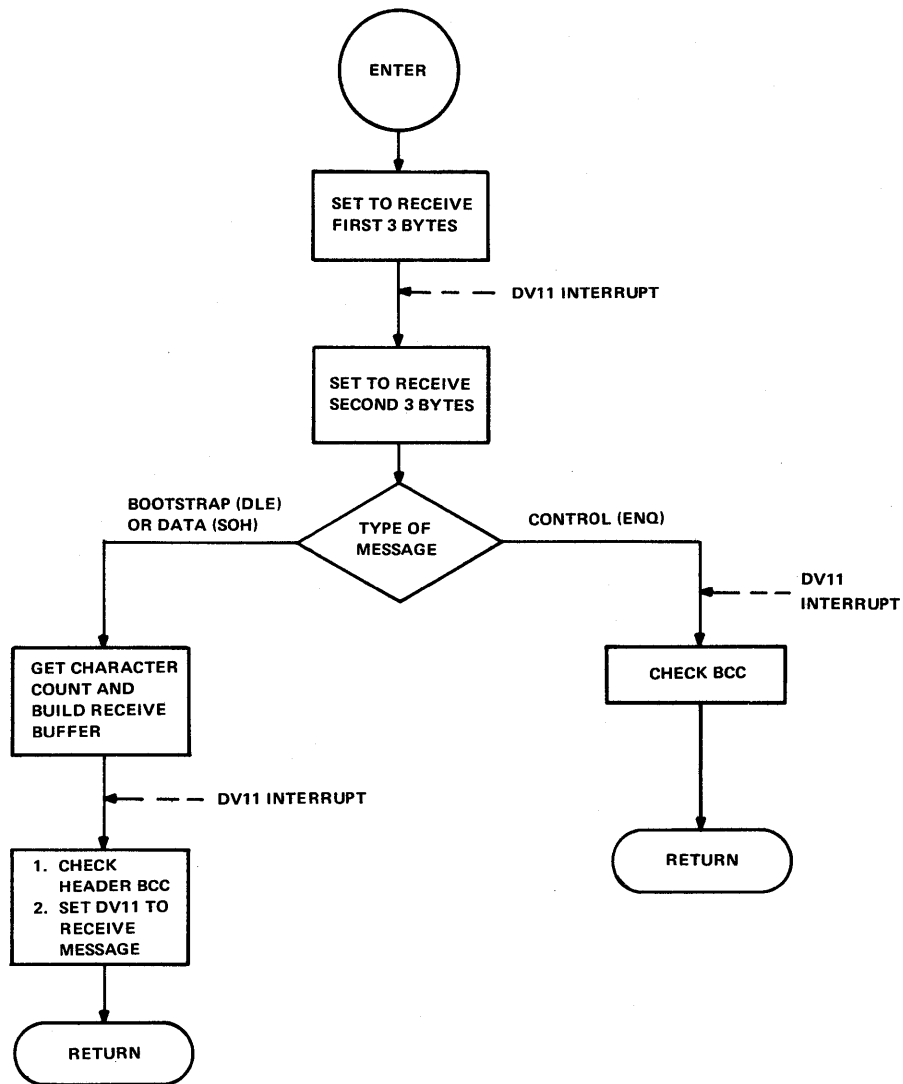 ENTER
SET TO RECEIVE
FIRST 3 BYTES
DV11 INTERRUPT
SET TO RECEIVE
SECOND 3 BYTES
BOOTSTRAP (DLE)
OR DATA (SOH)
TYPE OF
MESSAGE
CONTROL (ENQ)
DV11
INTERRUPT
GET CHARACTER
COUNT AND
BUILD RECEIVE
BUFFER
CHECK BCC
DV11 INTERRUPT
1. CHECK
HEADER BCC
2. SET DV11 TO
RECEIVE
MESSAGE
RETURN
RETURN